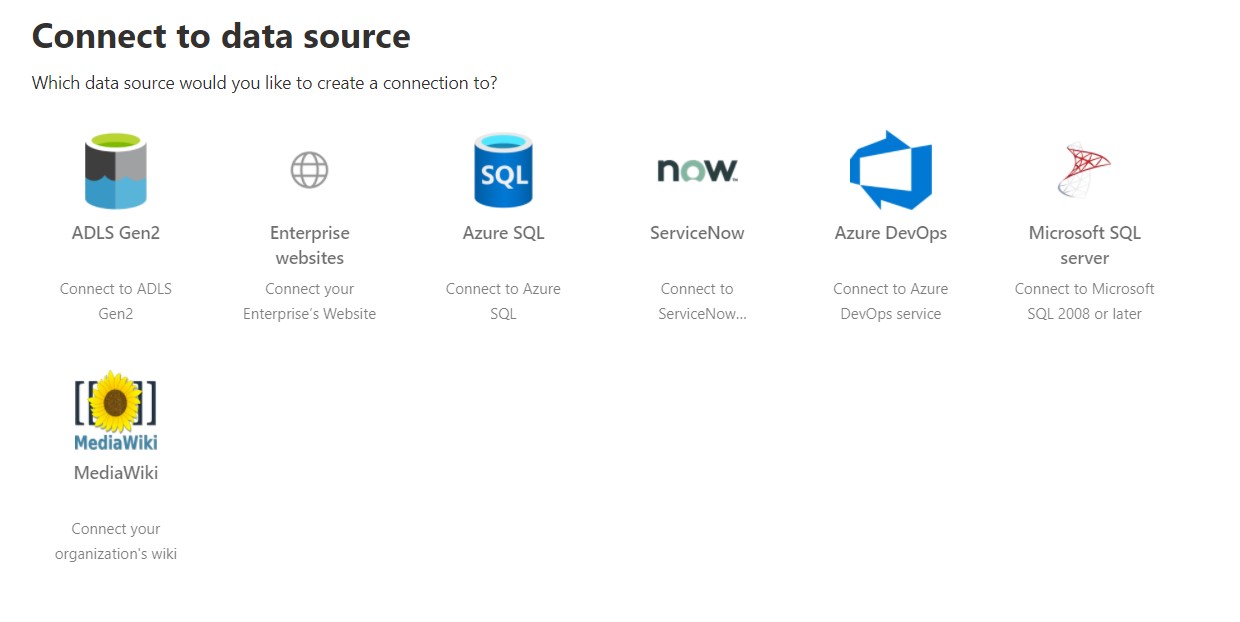 Connect to data source
Which data source would you like to create a connection to?
SQL
now
ADLS Gen2
Enterprise
websites
Azure SQL
ServiceNow
Azure DevOps
Microsoft SQL
server
Connect to ADLS
Gen2
Connect your
Enterprise's Website
Connect to Azure
SQL
Connect to
ServiceNow...
Connect to Azure
DevOps service
Connect to Microsoft
SQL 2008 or later
[[ ]]
MediaWiki
MediaWiki
Connect your
organization's wiki